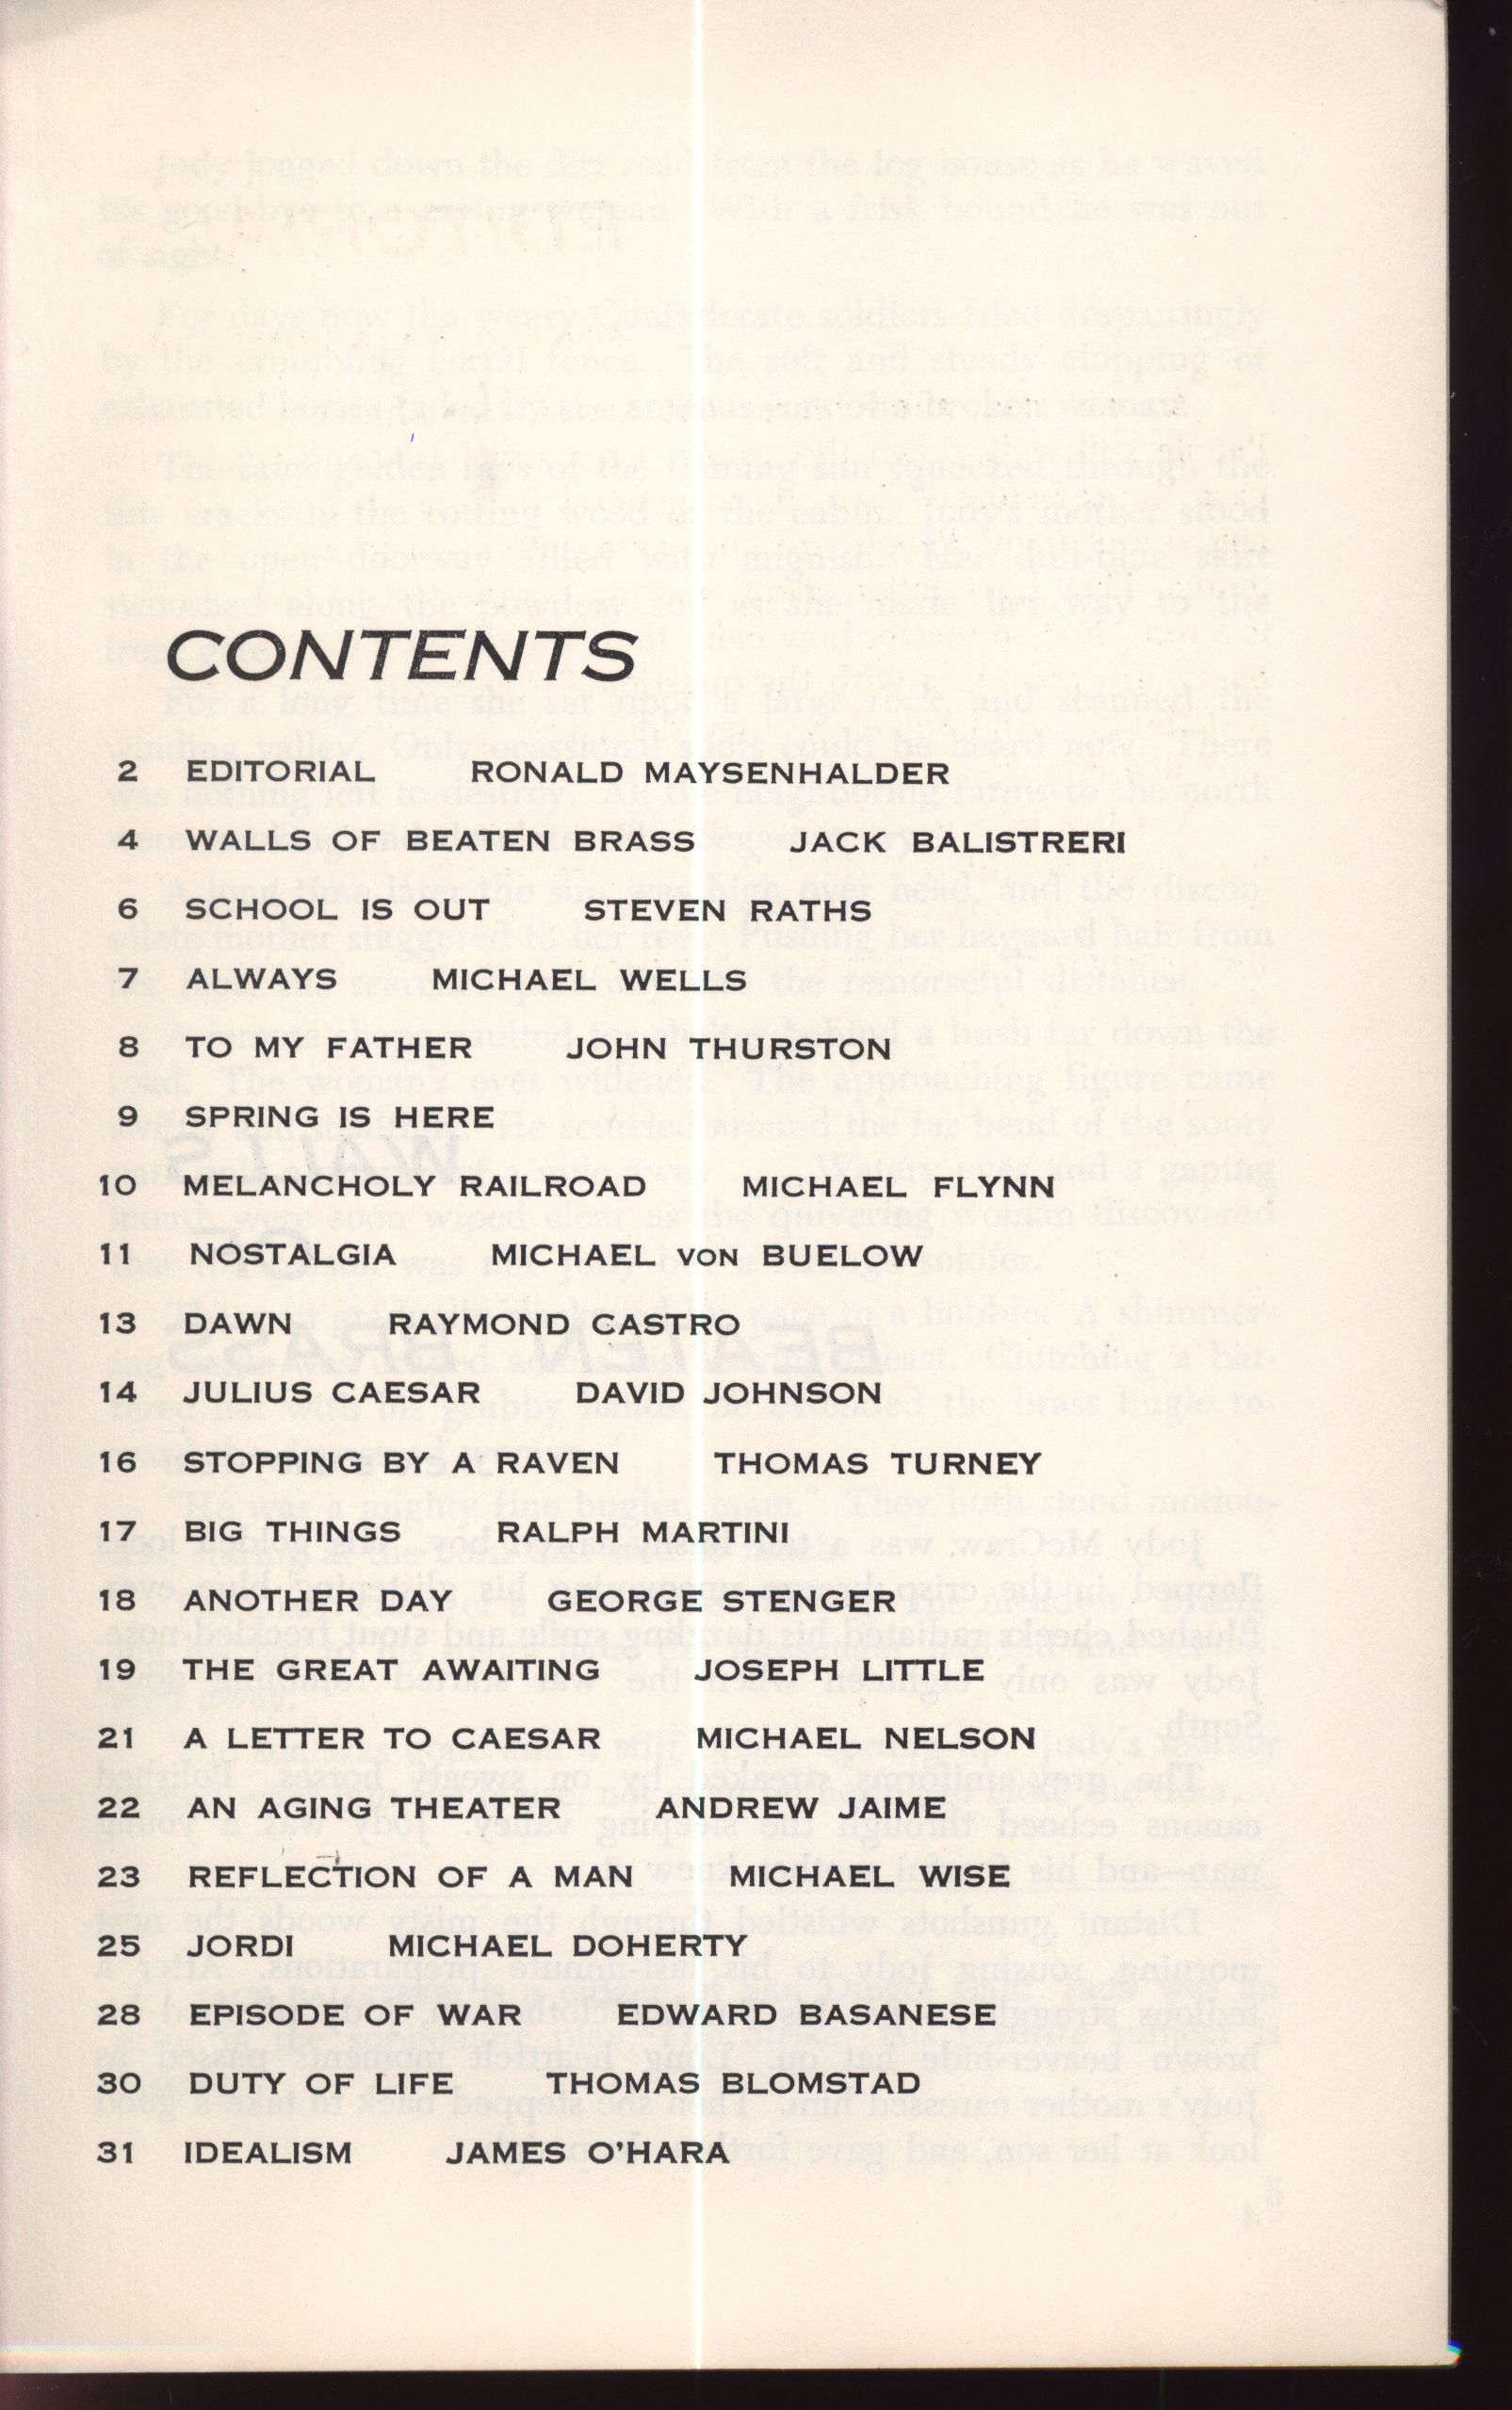 CONTENTS
2 EDITORIAL RONALD MAYSENHALDER
4 WALLS OF BEATEN BRASS JACK BALISTRERI
6 SCHOOL IS OUT STEVEN RATHS
7 ALWAYS MICHAEL WELLS
8 TO MY FATHER JOHN THURSTON
9 SPRING IS HERE
10 MELANCHOLY RAILROAD MICHAEL FLYNN
11 NOSTALGIA MICHAEL VON BUELOW
13 DAWN RAYMOND CASTRO
14 JULIUS CAESAR DAVID JOHNSON
16 STOPPING BY A RAVEN THOMAS TURNEY
17 BIG THINGS RALPH MARTINI
18 ANOTHER DAY GEORGE STENGER
19 THE GREAT AWAITING JOSEPH LITTLE
21 A LETTER TO CAESAR MICHAEL NELSON
22 AN AGING THEATER ANDREW JAIME
23 REFLECTION OF A MAN MICHAEL WISE
25 JORDI MICHAEL DOHERTY
28 EPISODE OF WAR EDWARD BASANESE
30 DUTY OF LIFE THOMAS BLOMSTAD
31 IDEALISM JAMES O'HARA